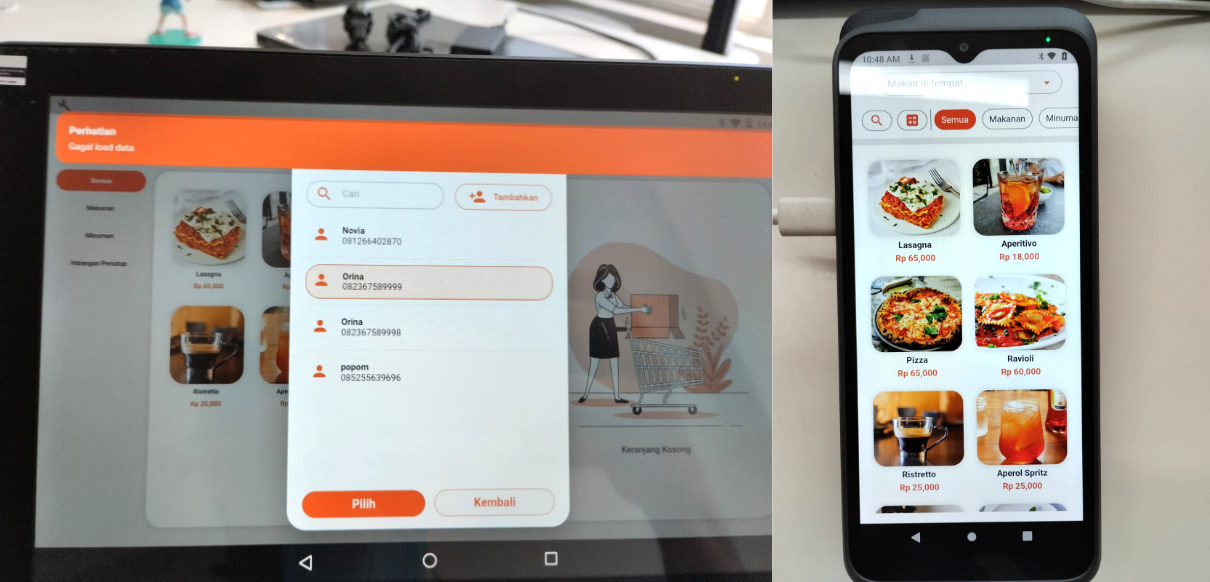 Perhatian
Gagal load data
Semua
Makanan
Minuman
Hidangan Penutup
Lasagna
Rp 65,000
Ristretto
Rp 25,000
Cari
Tambahkan
Novia
081266402870
Orina
082367589999
Orina
082367589998
popom
085255639696
Pilih
Kembali
Keranjang Kosong
10:48 AM
Makan di tempat
Semua
Makanan
Minuma
Lasagna
Rp 65,000
Aperitivo
Rp 18,000
Pizza
Rp 65,000
Ravioli
Rp 60,000
Ristretto
Rp 25,000
Aperol Spritz
Rp 25,000